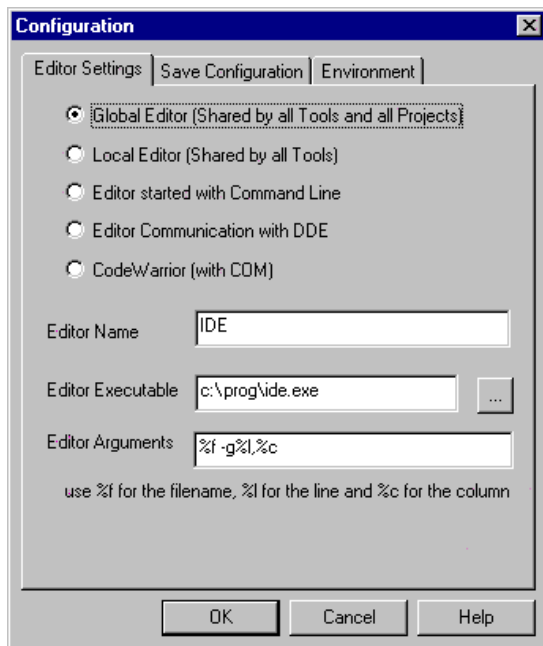 Configuration
Editor Settings
Save Configuration
Environment
Global Editor (Shared by all Tools and all Projects)
Local Editor (Shared by all Tools)
Editor started with Command Line
Editor Communication with DDE
CodeWarrior (with COM)
Editor Name
IDE
Editor Executable
c:\prog\ide.exe
...
Editor Arguments
%f -g%l,%c
use %f for the filename, %l for the line and %c for the column
OK
Cancel
Help